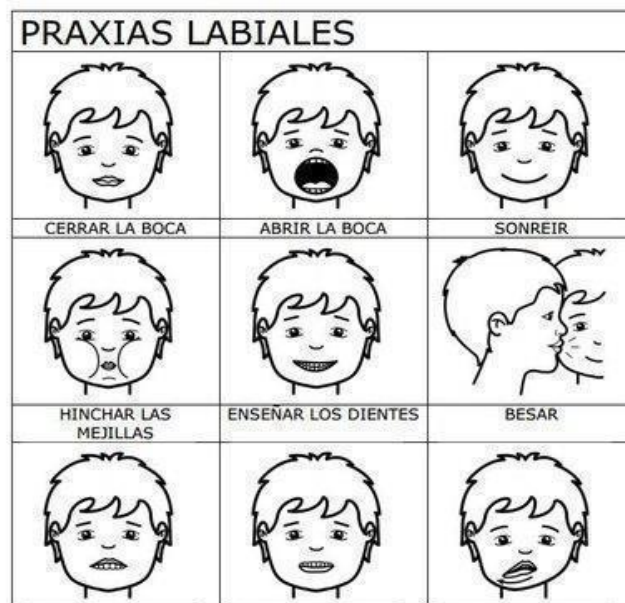 PRAXIAS LABIALES
CERRAR LA BOCA
ABRIR LA BOCA
SONREIR
HINCHAR LAS
MEJILLAS
ENSEÑAR LOS DIENTES
BESAR